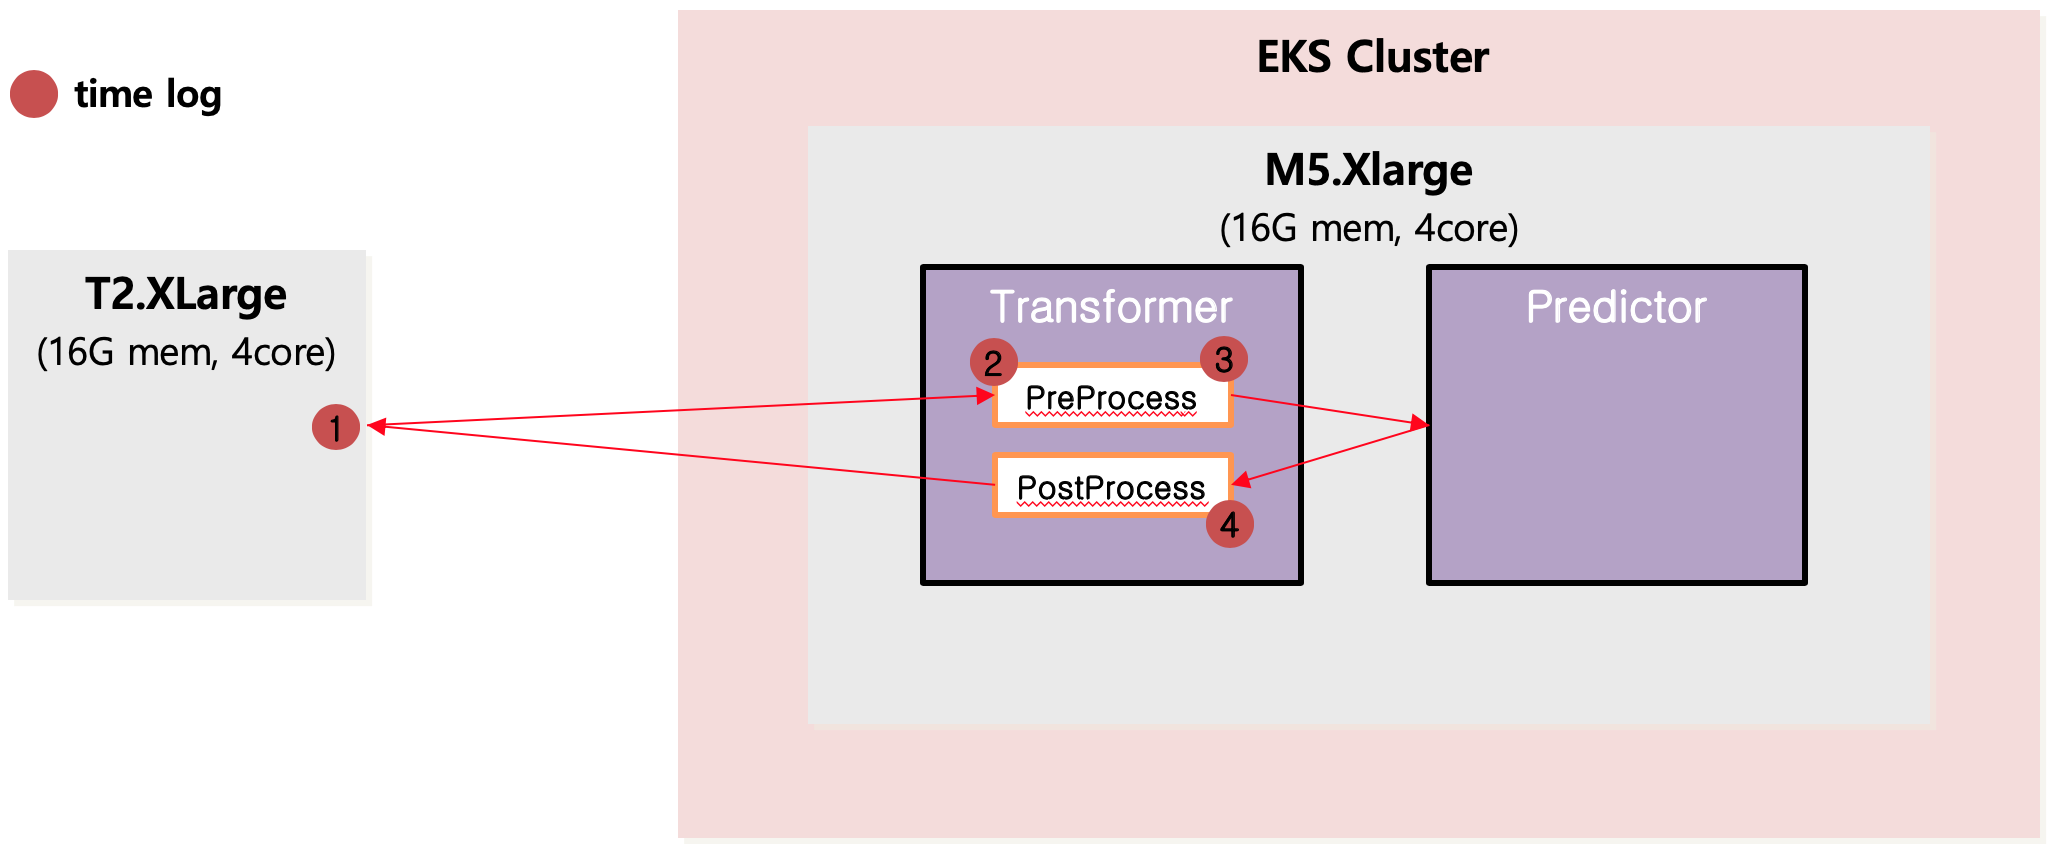 time log
EKS Cluster
M5.Xlarge
(16G mem, 4core)
T2.XLarge
(16G mem, 4core)
1
Transformer
2
3
PreProcess
PostProcess
4
Predictor